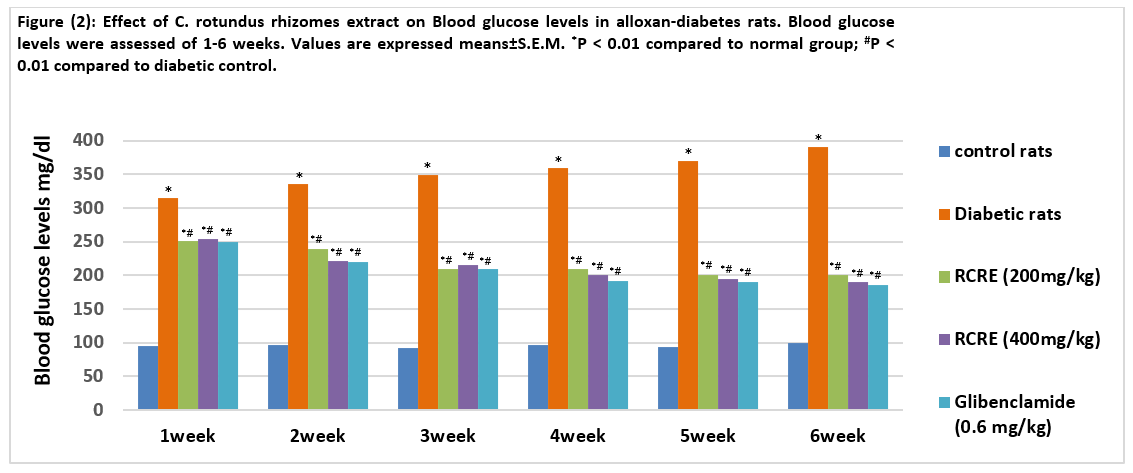 Figure (2): Effect of C. rotundus rhizomes extract on Blood glucose levels in alloxan-diabetes rats. Blood glucose
levels were assessed of 1-6 weeks. Values are expressed means±S.E.M. *P < 0.01 compared to normal group; #P <
0.01 compared to diabetic control.
Blood glucose levels mg/dl
400
350
300
250
200
150
100
50
0
* *# *# *#
* *# *# *#
* *# *# *#
* *# *# *#
* *# *# *#
* *# *# *#
1week 2week 3week 4week 5week 6week
control rats
Diabetic rats
RCRE (200mg/kg)
RCRE (400mg/kg)
Glibenclamide
(0.6 mg/kg)